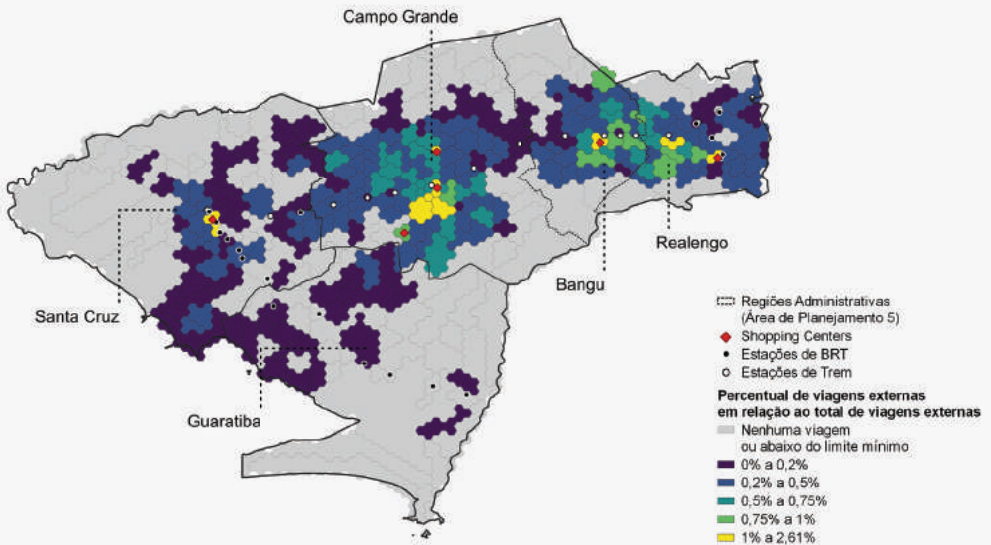 Campo Grande
Realengo
Bangu
Santa Cruz
Guaratiba
Regiões Administrativas
(Área de Planejamento 5)
Shopping Centers
Estações de BRT
Estações de Trem
Percentual de viagens externas
em relação ao total de viagens externas
Nenhuma viagem
ou abaixo do limite mínimo
0% a 0,2%
0,2% a 0,5%
0,5% a 0,75%
0,75% a 1%
1% a 2,61%